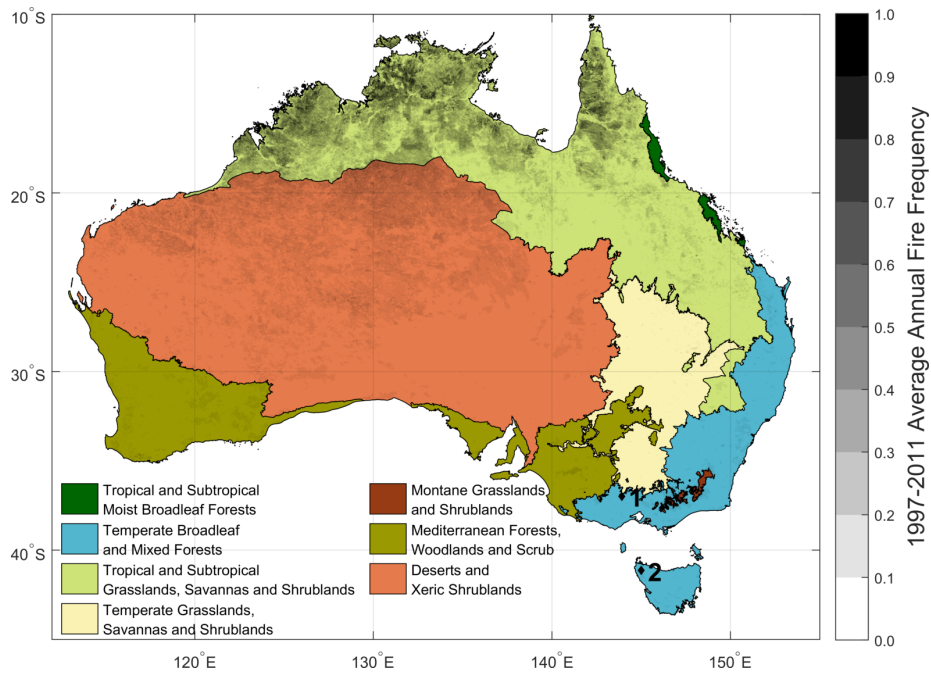 10°S
20°S
30°S
40°S
120°E
130°E
140°E
150°E
1
2
Tropical and Subtropical
Moist Broadleaf Forests
Temperate Broadleaf
and Mixed Forests
Tropical and Subtropical
Grasslands, Savannas and Shrublands
Temperate Grasslands,
Savannas and Shrublands
Montane Grasslands
and Shrublands
Mediterranean Forests,
Woodlands and Scrub
Deserts and
Xeric Shrublands
1.0
0.9
0.8
0.7
0.6
0.5
0.4
0.3
0.2
0.1
0.0
1997-2011 Average Annual Fire Frequency